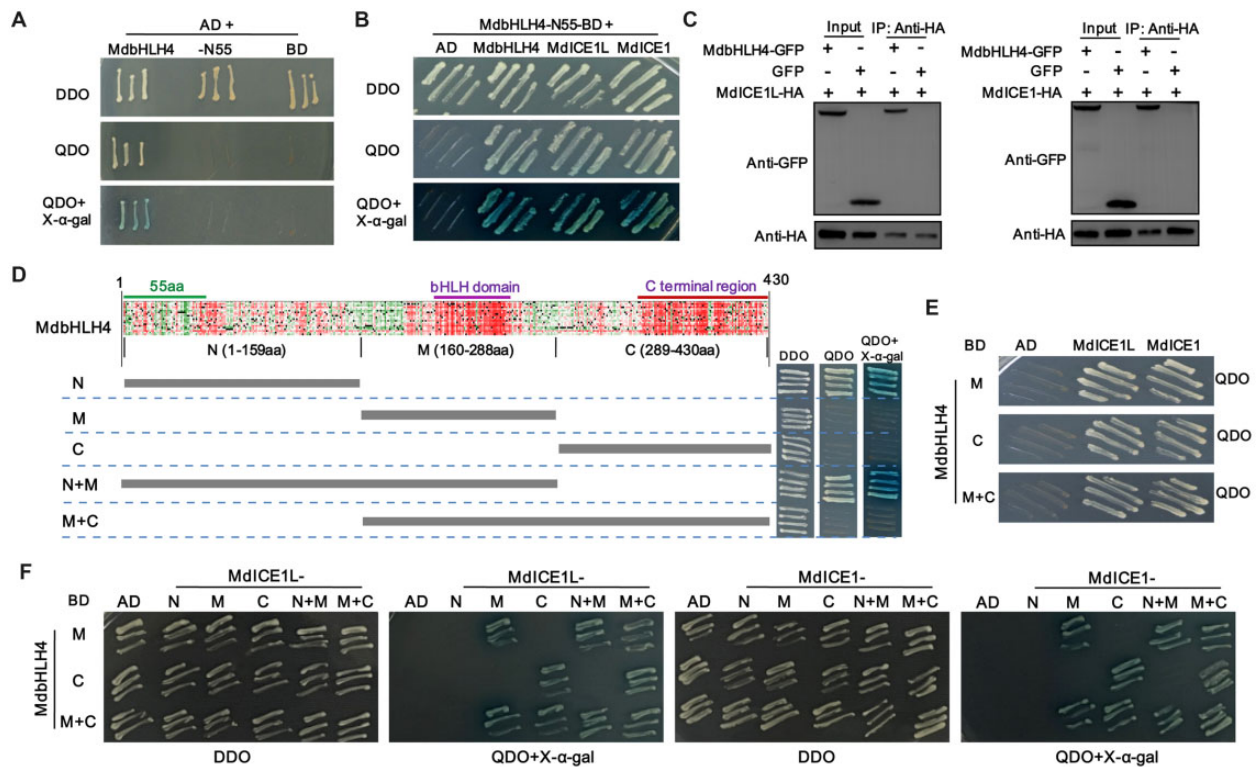 A
AD +
MdbHLH4 -N55 BD
DDO
QDO
QDO+
X-α-gal
B
MdbHLH4-N55-BD +
AD MdbHLH4 MdICE1L MdICE1
DDO
QDO
QDO+
X-α-gal
C
Input IP: Anti-HA
MdbHLH4-GFP + - + -
GFP - + - +
MdICE1L-HA + + + +
Anti-GFP
Anti-HA
Input IP: Anti-HA
MdbHLH4-GFP + - + -
GFP - + - +
MdICE1-HA + + + +
Anti-GFP
Anti-HA
D
1 430
55aa bHLH domain C terminal region
MdbHLH4
N (1-159aa) M (160-288aa) C (289-430aa)
DDO QDO QDO+
X-α-gal
N
M
C
N+M
M+C
E
BD AD MdICE1L MdICE1
MdbHLH4
M QDO
C QDO
M+C QDO
F
MdICE1L- MdICE1L- MdICE1- MdICE1-
BD AD N M C N+M M+C AD N M C N+M M+C AD N M C N+M M+C AD N M C N+M M+C
MdbHLH4
M
C
M+C
DDO QDO+X-α-gal DDO QDO+X-α-gal